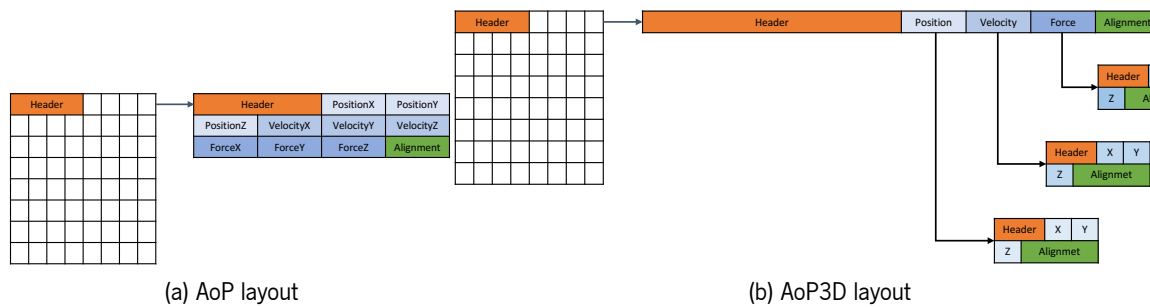 Header
Header PositionX PositionY
PositionZ VelocityX VelocityY VelocityZ
ForceX ForceY ForceZ Alignment
(a) AoP layout
Header
Header Position Velocity Force Alignment
Header
Z
Header X Y
Z Alignmet
Header X Y
Z Alignmet
(b) AoP3D layout